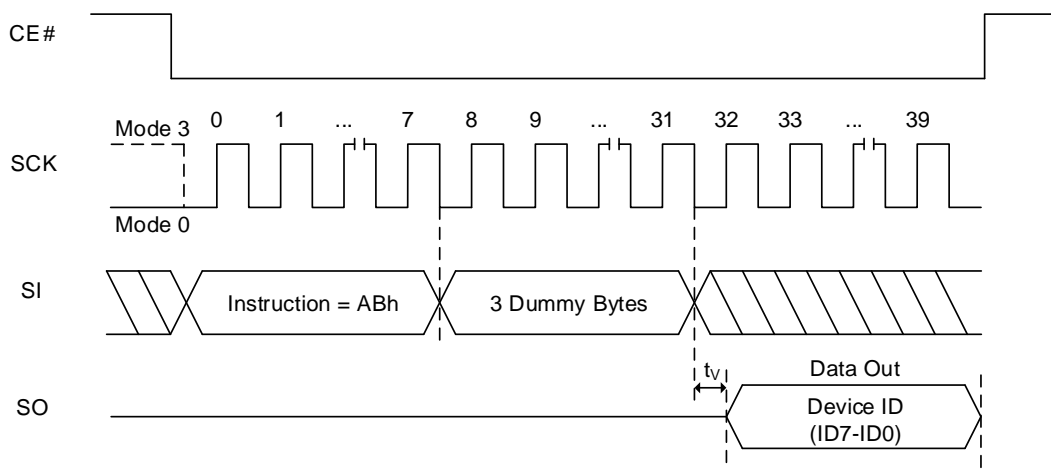 CE#
Mode 3
0 1 ... 7 8 9 ... 31 32 33 ... 39
SCK
Mode 0
SI
Instruction = ABh
3 Dummy Bytes
tV
Data Out
SO
Device ID
(ID7-ID0)